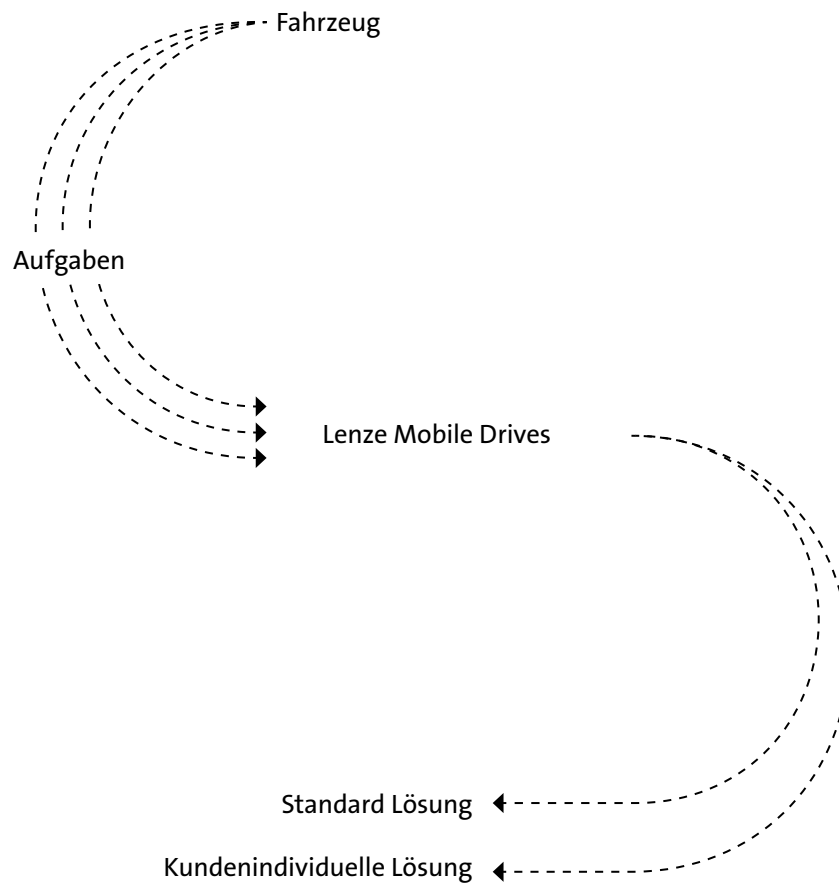 Fahrzeug
Aufgaben
Lenze Mobile Drives
Standard Lösung
Kundenindividuelle Lösung